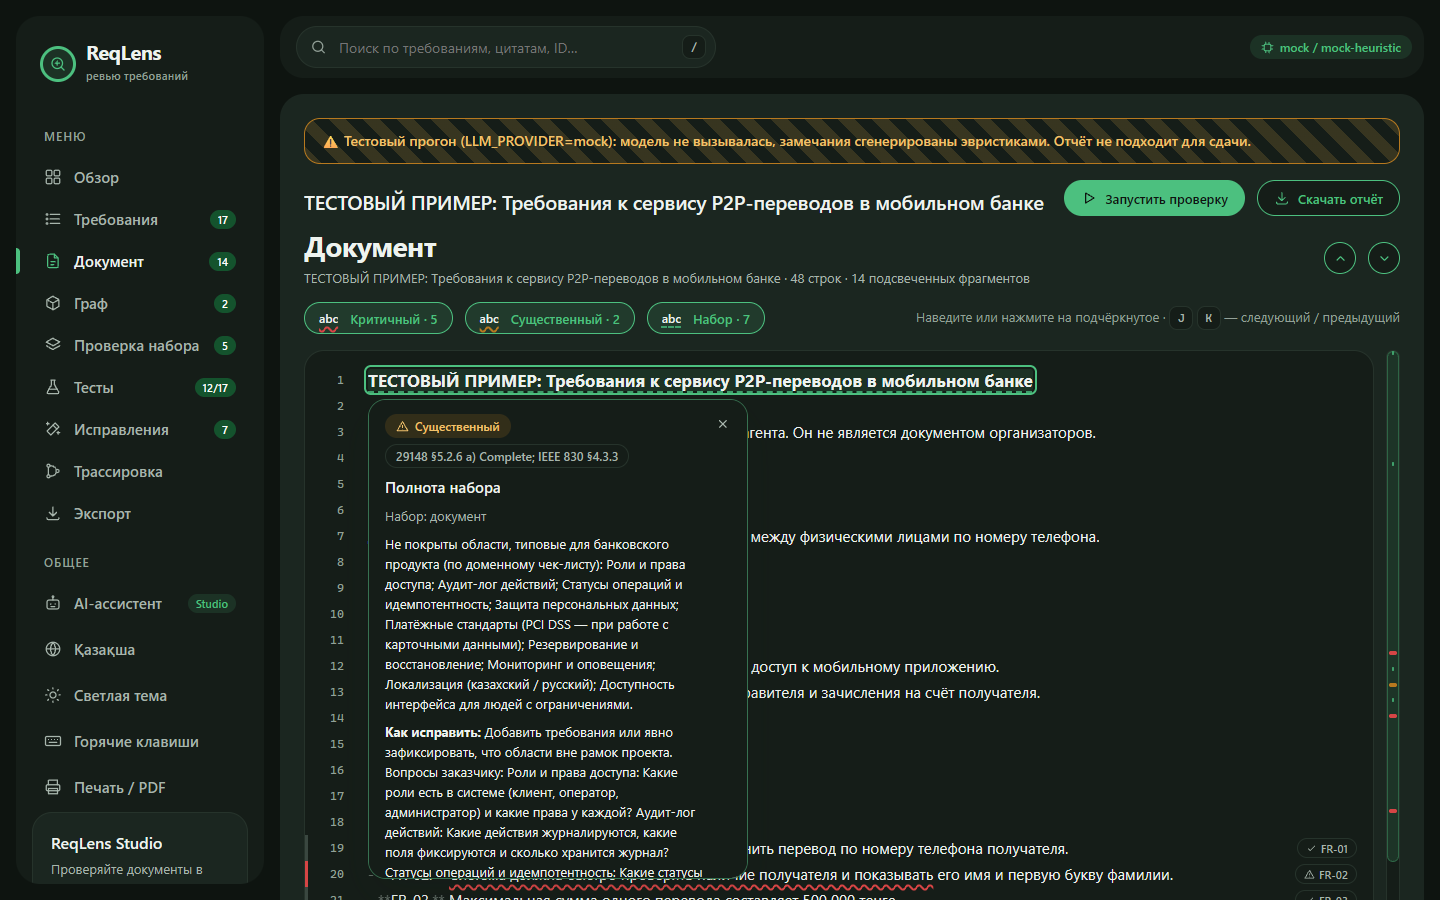 ReqLens
ревью требований
МЕНЮ
Обзор
Требования 17
Документ 14
Граф 2
Проверка набора 5
Тесты 12/17
Исправления 7
Трассировка
Экспорт
ОБЩЕЕ
AI-ассистент Studio
Қазақша
Светлая тема
Горячие клавиши
Печать / PDF
ReqLens Studio
Проверяйте документы в
Поиск по требованиям, цитатам, ID... /
mock / mock-heuristic
Тестовый прогон (LLM_PROVIDER=mock): модель не вызывалась, замечания сгенерированы эвристиками. Отчёт не подходит для сдачи.
ТЕСТОВЫЙ ПРИМЕР: Требования к сервису P2P-переводов в мобильном банке
Запустить проверку
Скачать отчёт
Документ
ТЕСТОВЫЙ ПРИМЕР: Требования к сервису P2P-переводов в мобильном банке · 48 строк · 14 подсвеченных фрагментов
abc Критичный · 5
abc Существенный · 2
abc Набор · 7
Наведите или нажмите на подчёркнутое · J K — следующий / предыдущий
1 ТЕСТОВЫЙ ПРИМЕР: Требования к сервису P2P-переводов в мобильном банке
2
3 агента. Он не является документом организаторов.
4
5
6
7 между физическими лицами по номеру телефона.
8
9
10
11
12 доступ к мобильному приложению.
13 равителя и зачисления на счёт получателя.
14
15
16
17
18
19 нить перевод по номеру телефона получателя. FR-01
20 ие получателя и показывать его имя и первую букву фамилии. FR-02
21 **FR-03.** Максимальная сумма одного перевода составляет 500 000 тенге.
Существенный
29148 §5.2.6 a) Complete; IEEE 830 §4.3.3
Полнота набора
Набор: документ
Не покрыты области, типовые для банковского
продукта (по доменному чек-листу): Роли и права
доступа; Аудит-лог действий; Статусы операций и
идемпотентность; Защита персональных данных;
Платёжные стандарты (PCI DSS — при работе с
карточными данными); Резервирование и
восстановление; Мониторинг и оповещения;
Локализация (казахский / русский); Доступность
интерфейса для людей с ограничениями.
Как исправить: Добавить требования или явно
зафиксировать, что области вне рамок проекта.
Вопросы заказчику: Роли и права доступа: Какие
роли есть в системе (клиент, оператор,
администратор) и какие права у каждой? Аудит-лог
действий: Какие действия журналируются, какие
поля фиксируются и сколько хранится журнал?
Статусы операций и идемпотентность: Какие статусы